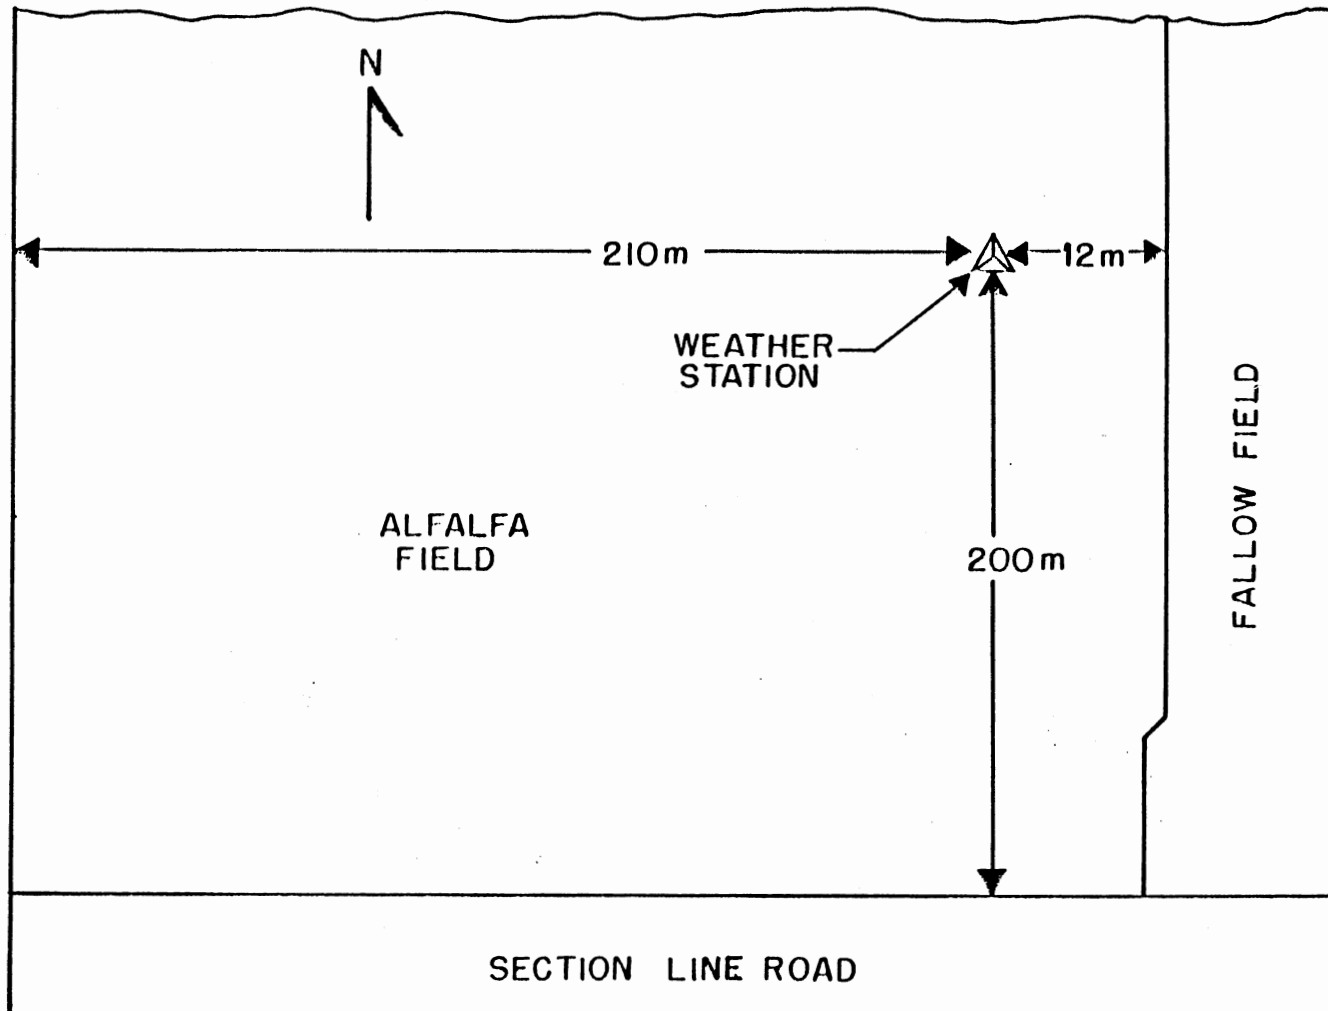 N
210m
12m
WEATHER
STATION
ALFALFA
FIELD
200m
FALLOW FIELD
SECTION LINE ROAD